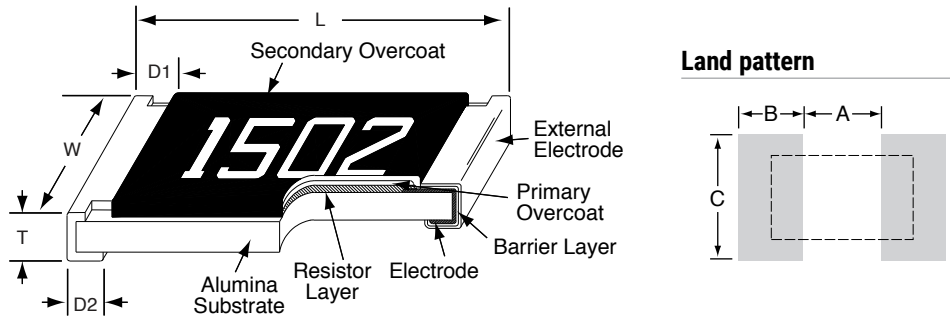 L
D1
Secondary Overcoat
W
1502
External
Electrode
T
Primary
Overcoat
Barrier Layer
Electrode
Resistor
Layer
Alumina
Substrate
D2
Land pattern
B
A
C